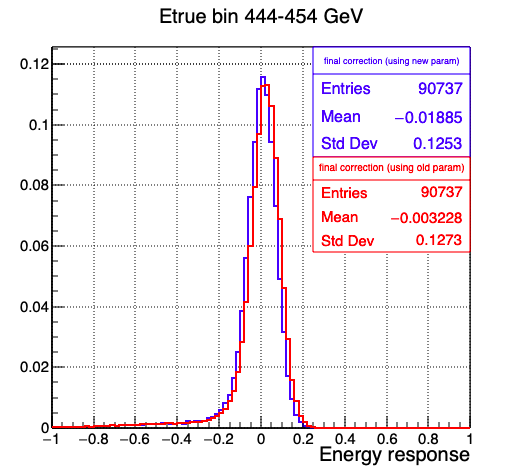 Etrue bin 444-454 GeV
final correction (using new param)
Entries 90737
Mean −0.01885
Std Dev 0.1253
final correction (using old param)
Entries 90737
Mean −0.003228
Std Dev 0.1273
0.12
0.1
0.08
0.06
0.04
0.02
0
−1 −0.8 −0.6 −0.4 −0.2 0 0.2 0.4 0.6 0.8 1
Energy response